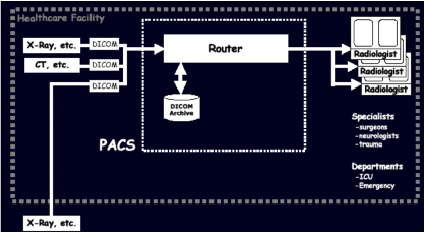 Healthcare Facility
X-Ray, etc.
DICOM
Router
CT, etc.
DICOM
DICOM
Radiologist
Radiologist
Radiologist
DICOM
Archive
PACS
Specialists
-surgeons
-neurologists
-trauma
Departments
-ICU
-Emergency
X-Ray, etc.